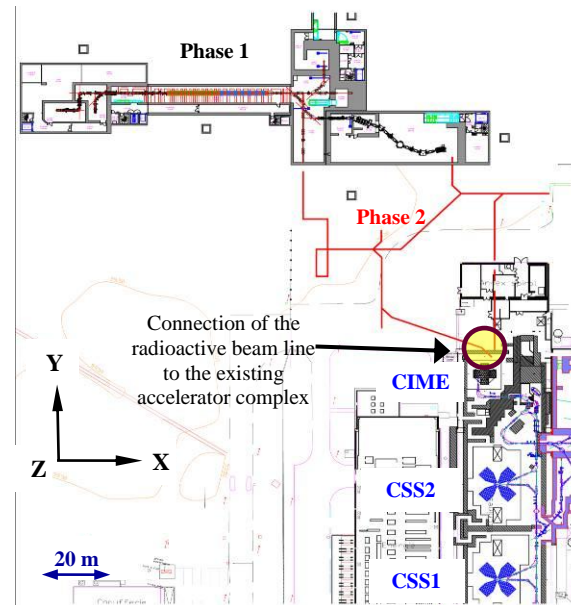 Phase 1
Phase 2
Connection of the
radioactive beam line
to the existing
accelerator complex
CIME
Y
Z
X
CSS2
20 m
CSS1